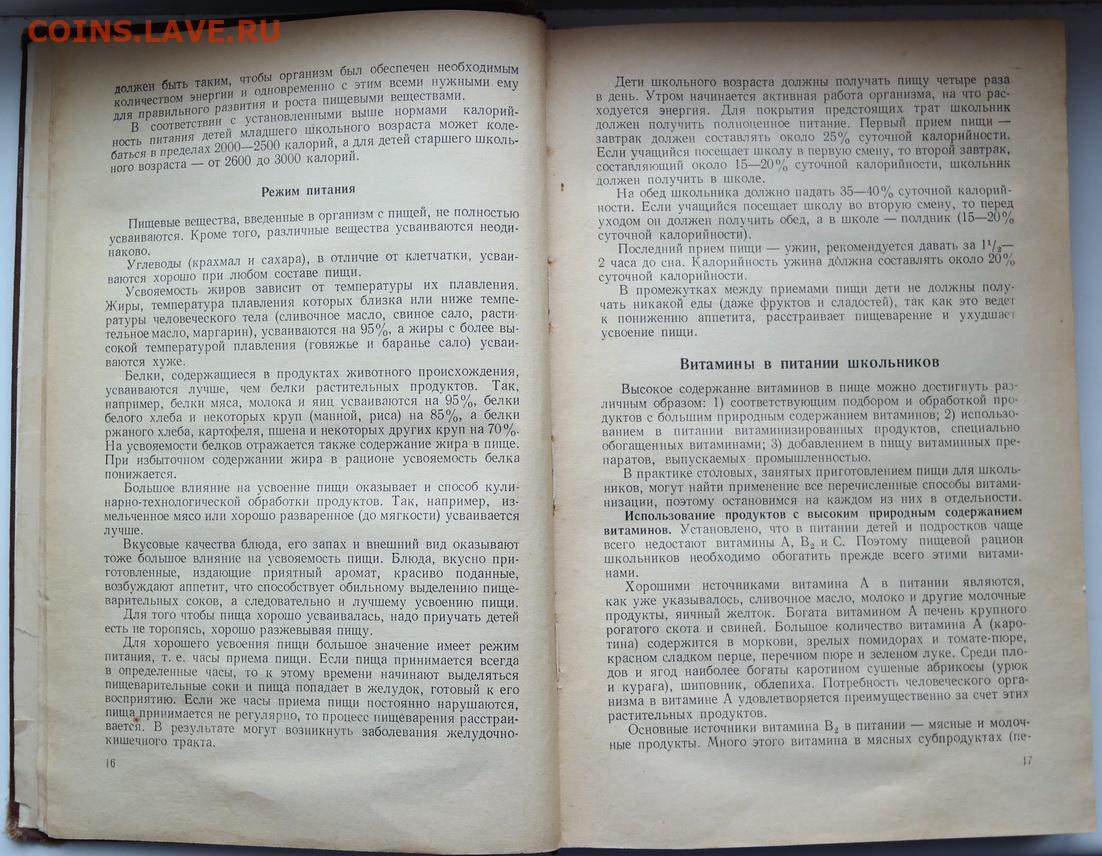 COINS.LAVE.RU
должен быть таким, чтобы организм был обеспечен необходимым
количеством энергии и одновременно с этим всеми нужными ему
для правильного развития и роста пищевыми веществами.
В соответствии с установленными выше нормами калорий-
ность питания детей младшего школьного возраста может коле-
баться в пределах 2000—2500 калорий, а для детей старшего школь-
ного возраста — от 2600 до 3000 калорий.
Режим питания
Пищевые вещества, введенные в организм с пищей, не полностью
усваиваются. Кроме того, различные вещества усваиваются неоди-
наково.
Углеводы (крахмал и сахара), в отличие от клетчатки, усваи-
ваются хорошо при любом составе пищи.
Усвояемость жиров зависит от температуры их плавления.
Жиры, температура плавления которых близка или ниже темпе-
ратуры человеческого тела (сливочное масло, свиное сало, расти-
тельное масло, маргарин), усваиваются на 95%, а жиры с более вы-
сокой температурой плавления (говяжье и баранье сало) усваи-
ваются хуже.
Белки, содержащиеся в продуктах животного происхождения,
усваиваются лучше, чем белки растительных продуктов. Так,
например, белки мяса, молока и яиц усваиваются на 95%, белки
белого хлеба и некоторых круп (манной, риса) на 85%, а белки
ржаного хлеба, картофеля, пшена и некоторых других круп на 70%.
На усвояемости белков отражается также содержание жира в пище.
При избыточном содержании жира в рационе усвояемость белка
понижается.
Большое влияние на усвоение пищи оказывает и способ кули-
нарно-технологической обработки продуктов. Так, например, из-
мельченное мясо или хорошо разваренное (до мягкости) усваивается
лучше.
Вкусовые качества блюда, его запах и внешний вид оказывают
тоже большое влияние на усвояемость пищи. Блюда, вкусно при-
готовленные, издающие приятный аромат, красиво поданные,
возбуждают аппетит, что способствует обильному выделению пище-
варительных соков, а следовательно и лучшему усвоению пищи.
Для того чтобы пища хорошо усваивалась, надо приучать детей
есть не торопясь, хорошо разжевывая пищу.
Для хорошего усвоения пищи большое значение имеет режим
питания, т. е. часы приема пищи. Если пища принимается всегда
в определенные часы, то к этому времени начинают выделяться
пищеварительные соки и пища попадает в желудок, готовый к его
восприятию. Если же часы приема пищи постоянно нарушаются,
пища принимается не регулярно, то процесс пищеварения расстраи-
вается. В результате могут возникнуть заболевания желудочно-
кишечного тракта.
16
Дети школьного возраста должны получать пищу четыре раза
в день. Утром начинается активная работа организма, на что рас-
ходуется энергия. Для покрытия предстоящих трат школьник
должен получить полноценное питание. Первый прием пищи —
завтрак должен составлять около 25% суточной калорийности.
Если учащийся посещает школу в первую смену, то второй завтрак,
составляющий около 15—20% суточной калорийности, школьник
должен получить в школе.
На обед школьника должно падать 35—40% суточной калорий-
ности. Если учащийся посещает школу во вторую смену, то перед
уходом он должен получить обед, а в школе — полдник (15—20%
суточной калорийности).
Последний прием пищи — ужин, рекомендуется давать за 1¹/₂—
2 часа до сна. Калорийность ужина должна составлять около 20%
суточной калорийности.
В промежутках между приемами пищи дети не должны полу-
чать никакой еды (даже фруктов и сладостей), так как это ведет
к понижению аппетита, расстраивает пищеварение и ухудшает
усвоение пищи.
Витамины в питании школьников
Высокое содержание витаминов в пище можно достигнуть раз-
личным образом: 1) соответствующим подбором и обработкой про-
дуктов с большим природным содержанием витаминов; 2) использо-
ванием в питании витаминизированных продуктов, специально
обогащенных витаминами; 3) добавлением в пищу витаминных пре-
паратов, выпускаемых промышленностью.
В практике столовых, занятых приготовлением пищи для школь-
ников, могут найти применение все перечисленные способы витами-
низации, поэтому остановимся на каждом из них в отдельности.
Использование продуктов с высоким природным содержанием
витаминов. Установлено, что в питании детей и подростков чаще
всего недостают витамины А, В₂ и С. Поэтому пищевой рацион
школьников необходимо обогатить прежде всего этими витами-
нами.
Хорошими источниками витамина А в питании являются,
как уже указывалось, сливочное масло, молоко и другие молочные
продукты, яичный желток. Богата витамином А печень крупного
рогатого скота и свиней. Большое количество витамина А (каро-
тина) содержится в моркови, зрелых помидорах и томате-пюре,
красном сладком перце, перечном пюре и зеленом луке. Среди пло-
дов и ягод наиболее богаты каротином сушеные абрикосы (урюк
и курага), шиповник, облепиха. Потребность человеческого орга-
низма в витамине А удовлетворяется преимущественно за счет этих
растительных продуктов.
Основные источники витамина В₂ в питании — мясные и молоч-
ные продукты. Много этого витамина в мясных субпродуктах (пе-
17